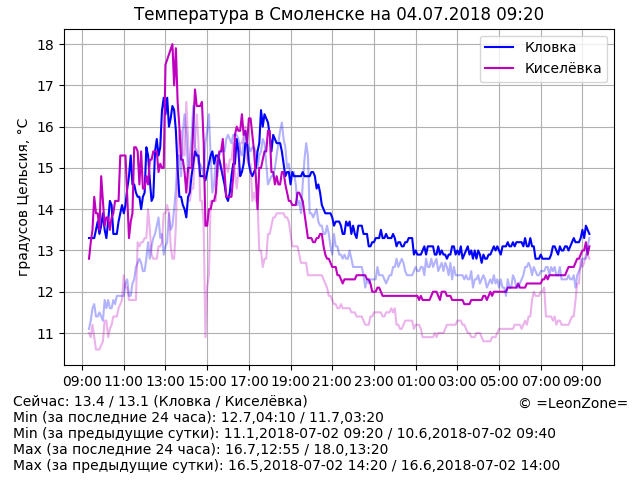 Температура в Смоленске на 04.07.2018 09:20
Кловка
Киселёвка
градусов Цельсия, °C
18
17
16
15
14
13
12
11
09:00 11:00 13:00 15:00 17:00 19:00 21:00 23:00 01:00 03:00 05:00 07:00 09:00
Сейчас: 13.4 / 13.1 (Кловка / Киселёвка)
© =LeonZone=
Min (за последние 24 часа): 12.7,04:10 / 11.7,03:20
Min (за предыдущие сутки): 11.1,2018-07-02 09:20 / 10.6,2018-07-02 09:40
Max (за последние 24 часа): 16.7,12:55 / 18.0,13:20
Max (за предыдущие сутки): 16.5,2018-07-02 14:20 / 16.6,2018-07-02 14:00